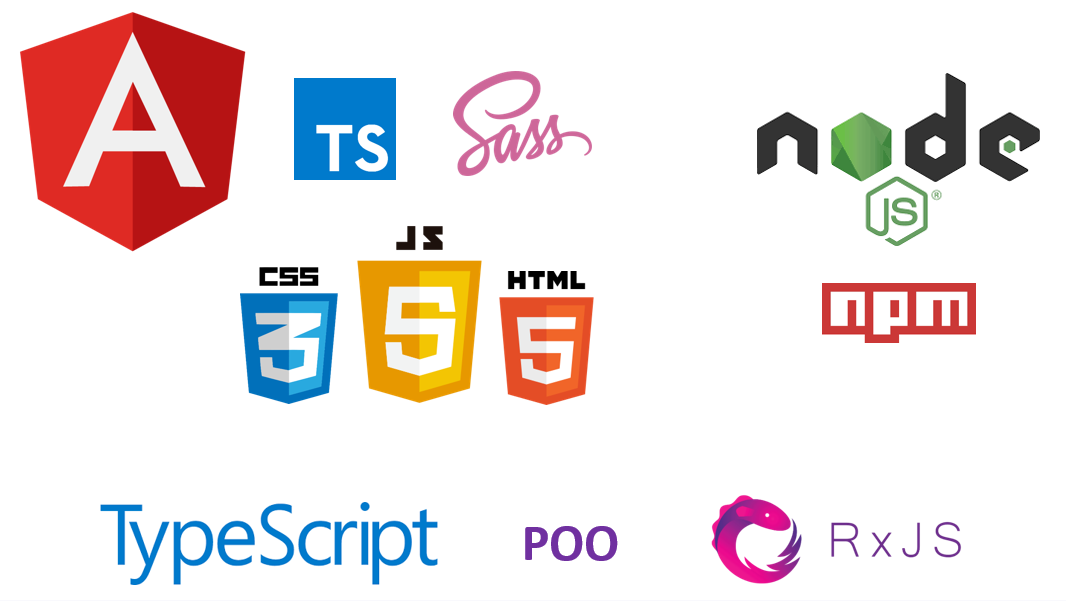 A
TS
Sass
node
JS ®
npm
CSS
3
JS
5
HTML
5
TypeScript
POO
RxJS